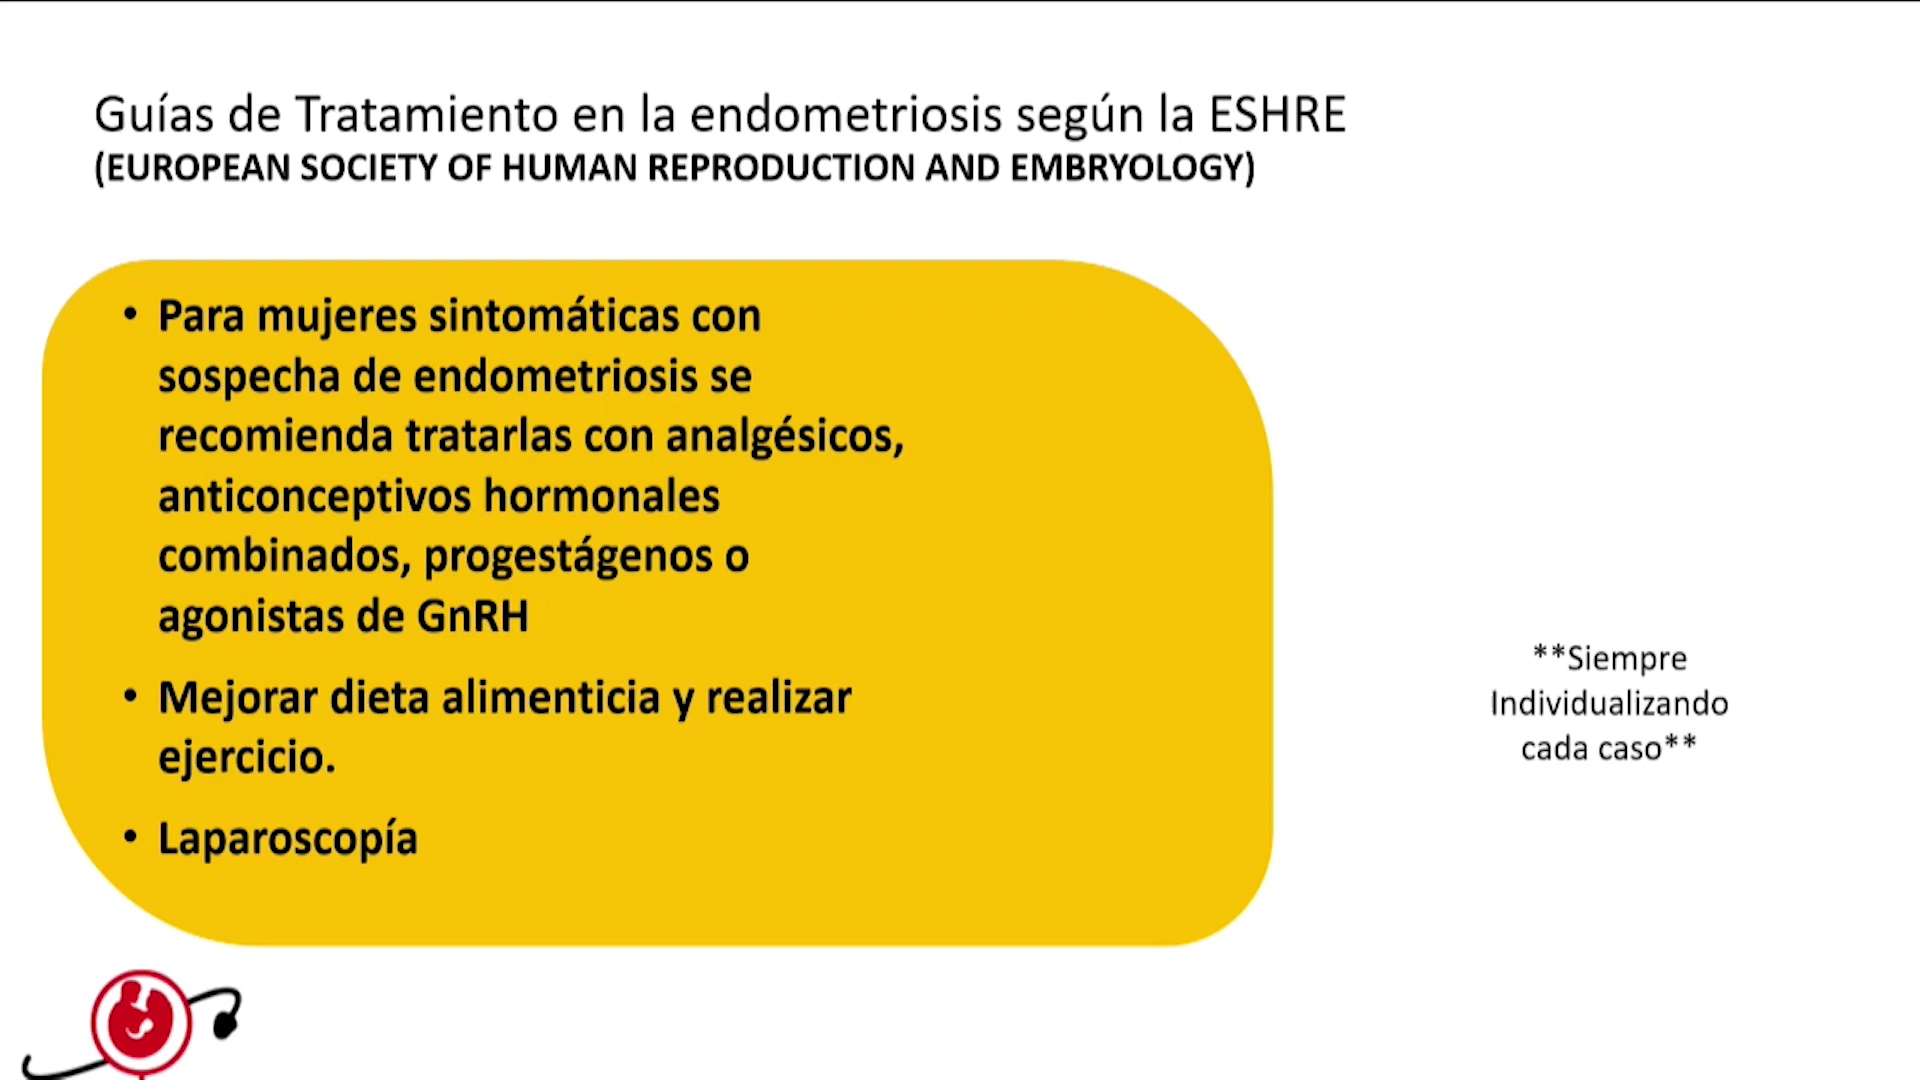 Guías de Tratamiento en la endometriosis según la ESHRE
(EUROPEAN SOCIETY OF HUMAN REPRODUCTION AND EMBRYOLOGY)
• Para mujeres sintomáticas con
sospecha de endometriosis se
recomienda tratarlas con analgésicos,
anticonceptivos hormonales
combinados, progestágenos o
agonistas de GnRH
• Mejorar dieta alimenticia y realizar
ejercicio.
• Laparoscopía
**Siempre
Individualizando
cada caso**